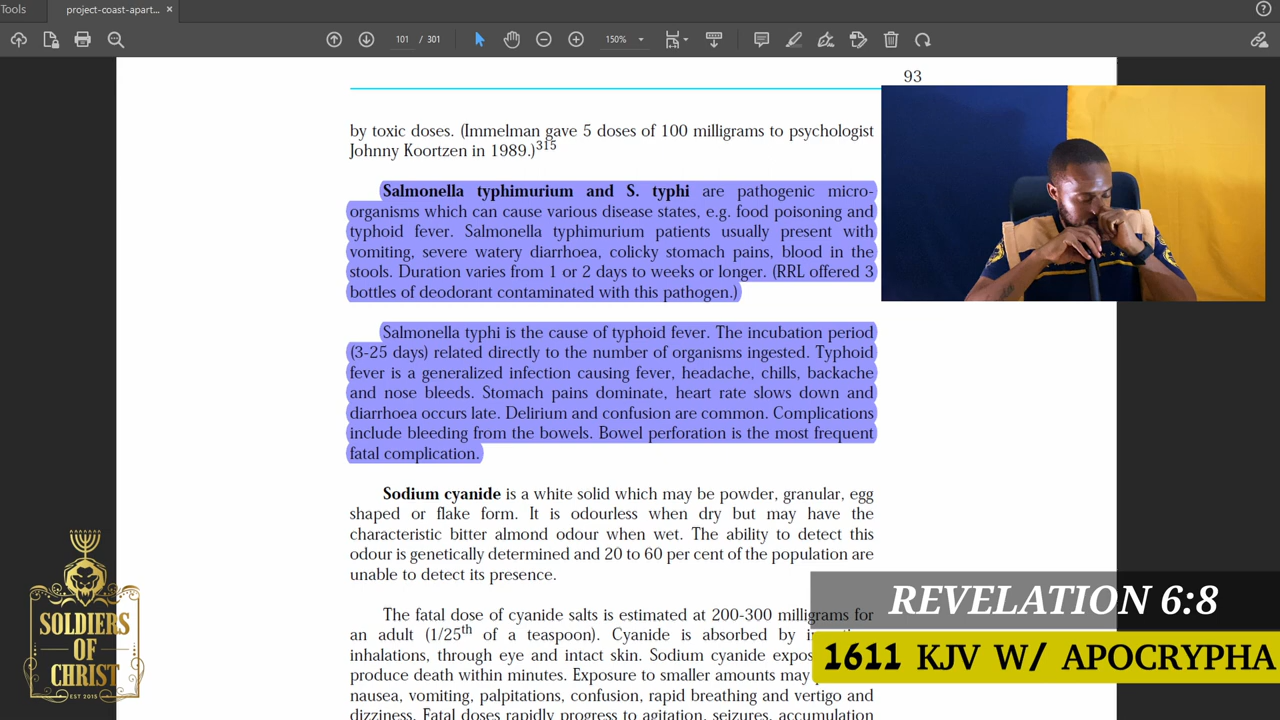 Tools
project-coast-apart... ×
101 / 301
150%
93
by toxic doses. (Immelman gave 5 doses of 100 milligrams to psychologist
Johnny Koortzen in 1989.)315
Salmonella typhimurium and S. typhi are pathogenic micro-
organisms which can cause various disease states, e.g. food poisoning and
typhoid fever. Salmonella typhimurium patients usually present with
vomiting, severe watery diarrhoea, colicky stomach pains, blood in the
stools. Duration varies from 1 or 2 days to weeks or longer. (RRL offered 3
bottles of deodorant contaminated with this pathogen.)
Salmonella typhi is the cause of typhoid fever. The incubation period
(3-25 days) related directly to the number of organisms ingested. Typhoid
fever is a generalized infection causing fever, headache, chills, backache
and nose bleeds. Stomach pains dominate, heart rate slows down and
diarrhoea occurs late. Delirium and confusion are common. Complications
include bleeding from the bowels. Bowel perforation is the most frequent
fatal complication.
Sodium cyanide is a white solid which may be powder, granular, egg
shaped or flake form. It is odourless when dry but may have the
characteristic bitter almond odour when wet. The ability to detect this
odour is genetically determined and 20 to 60 per cent of the population are
unable to detect its presence.
The fatal dose of cyanide salts is estimated at 200-300 milligrams for
an adult (1/25th of a teaspoon). Cyanide is absorbed by
inhalations, through eye and intact skin. Sodium cyanide
produce death within minutes. Exposure to smaller amounts may
nausea, vomiting, palpitations, confusion, rapid breathing and vertigo and
dizziness. Fatal doses rapidly progress to agitation, seizures, accumulation
REVELATION 6:8
1611 KJV W/ APOCRYPHA
SOLDIERS
OF
CHRIST
EST 2015